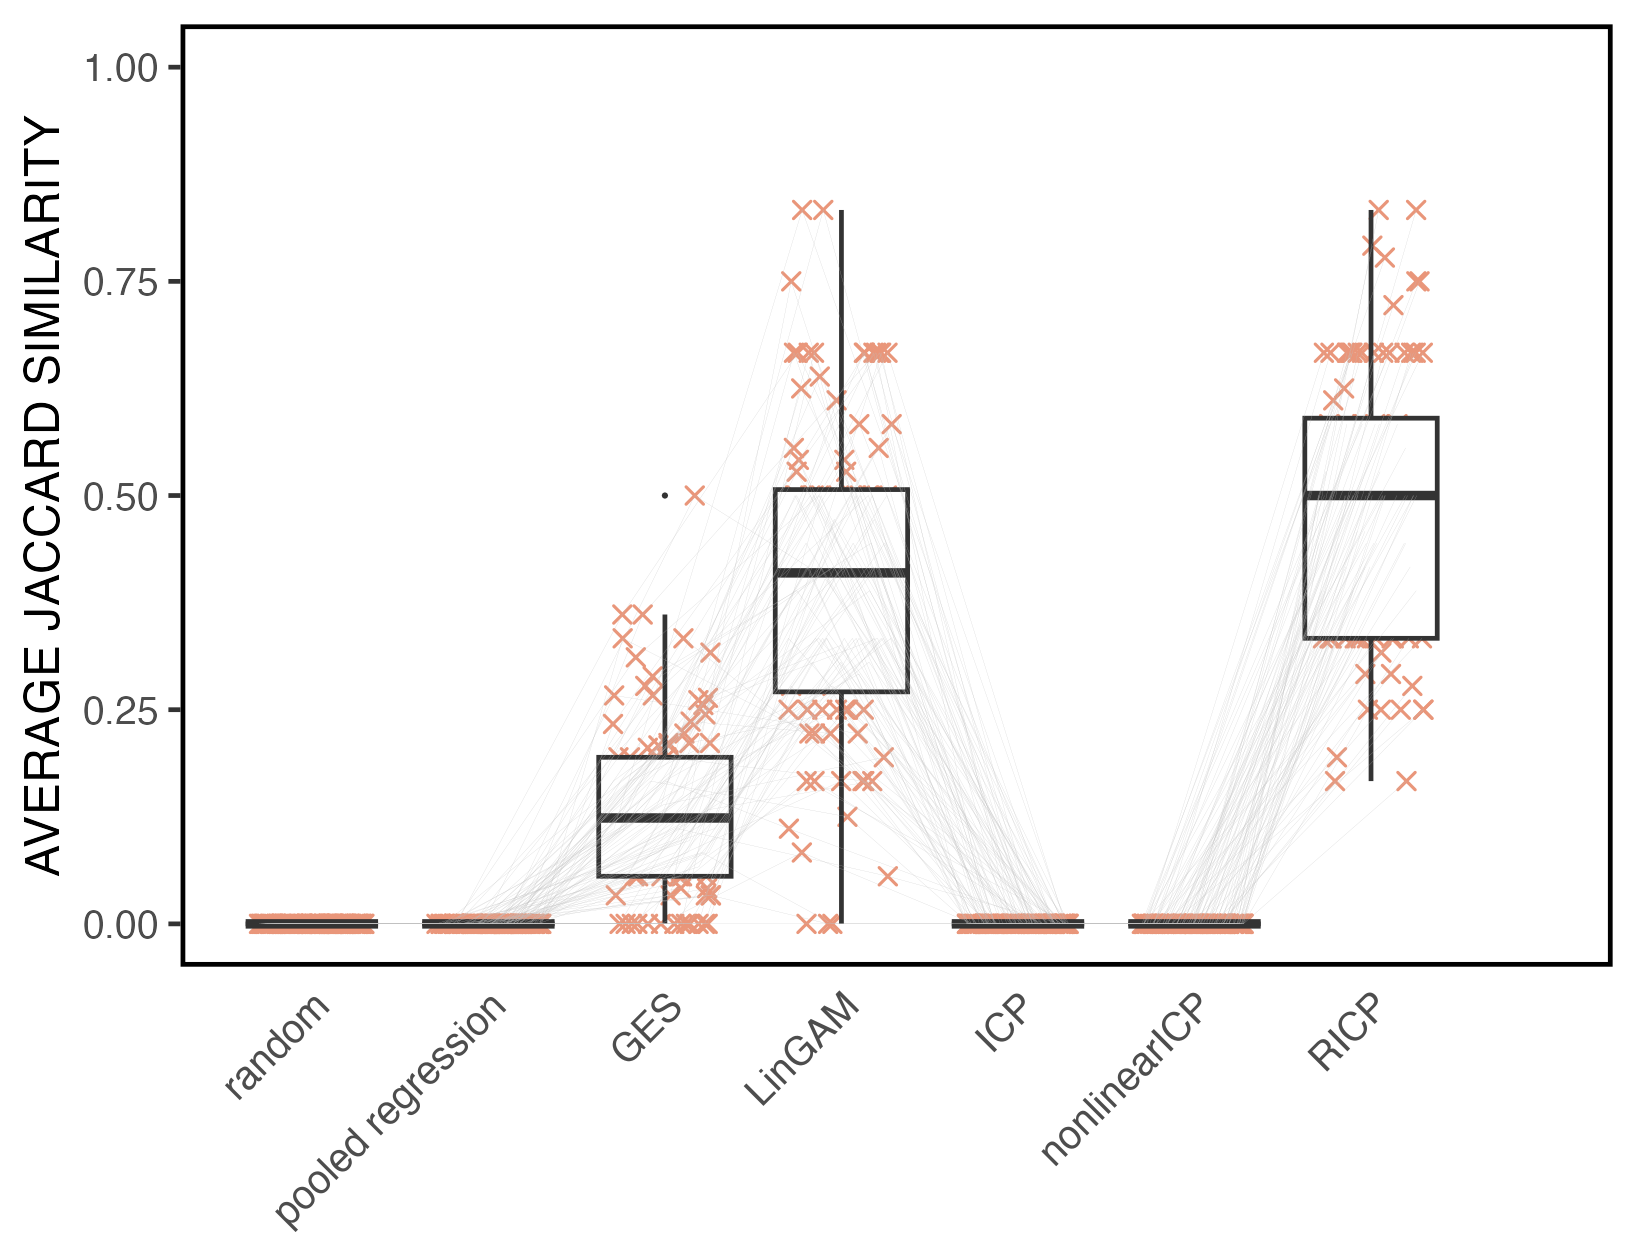 AVERAGE JACCARD SIMILARITY
1.00
0.75
0.50
0.25
0.00
random
pooled regression
GES
LinGAM
ICP
nonlinearICP
RICP